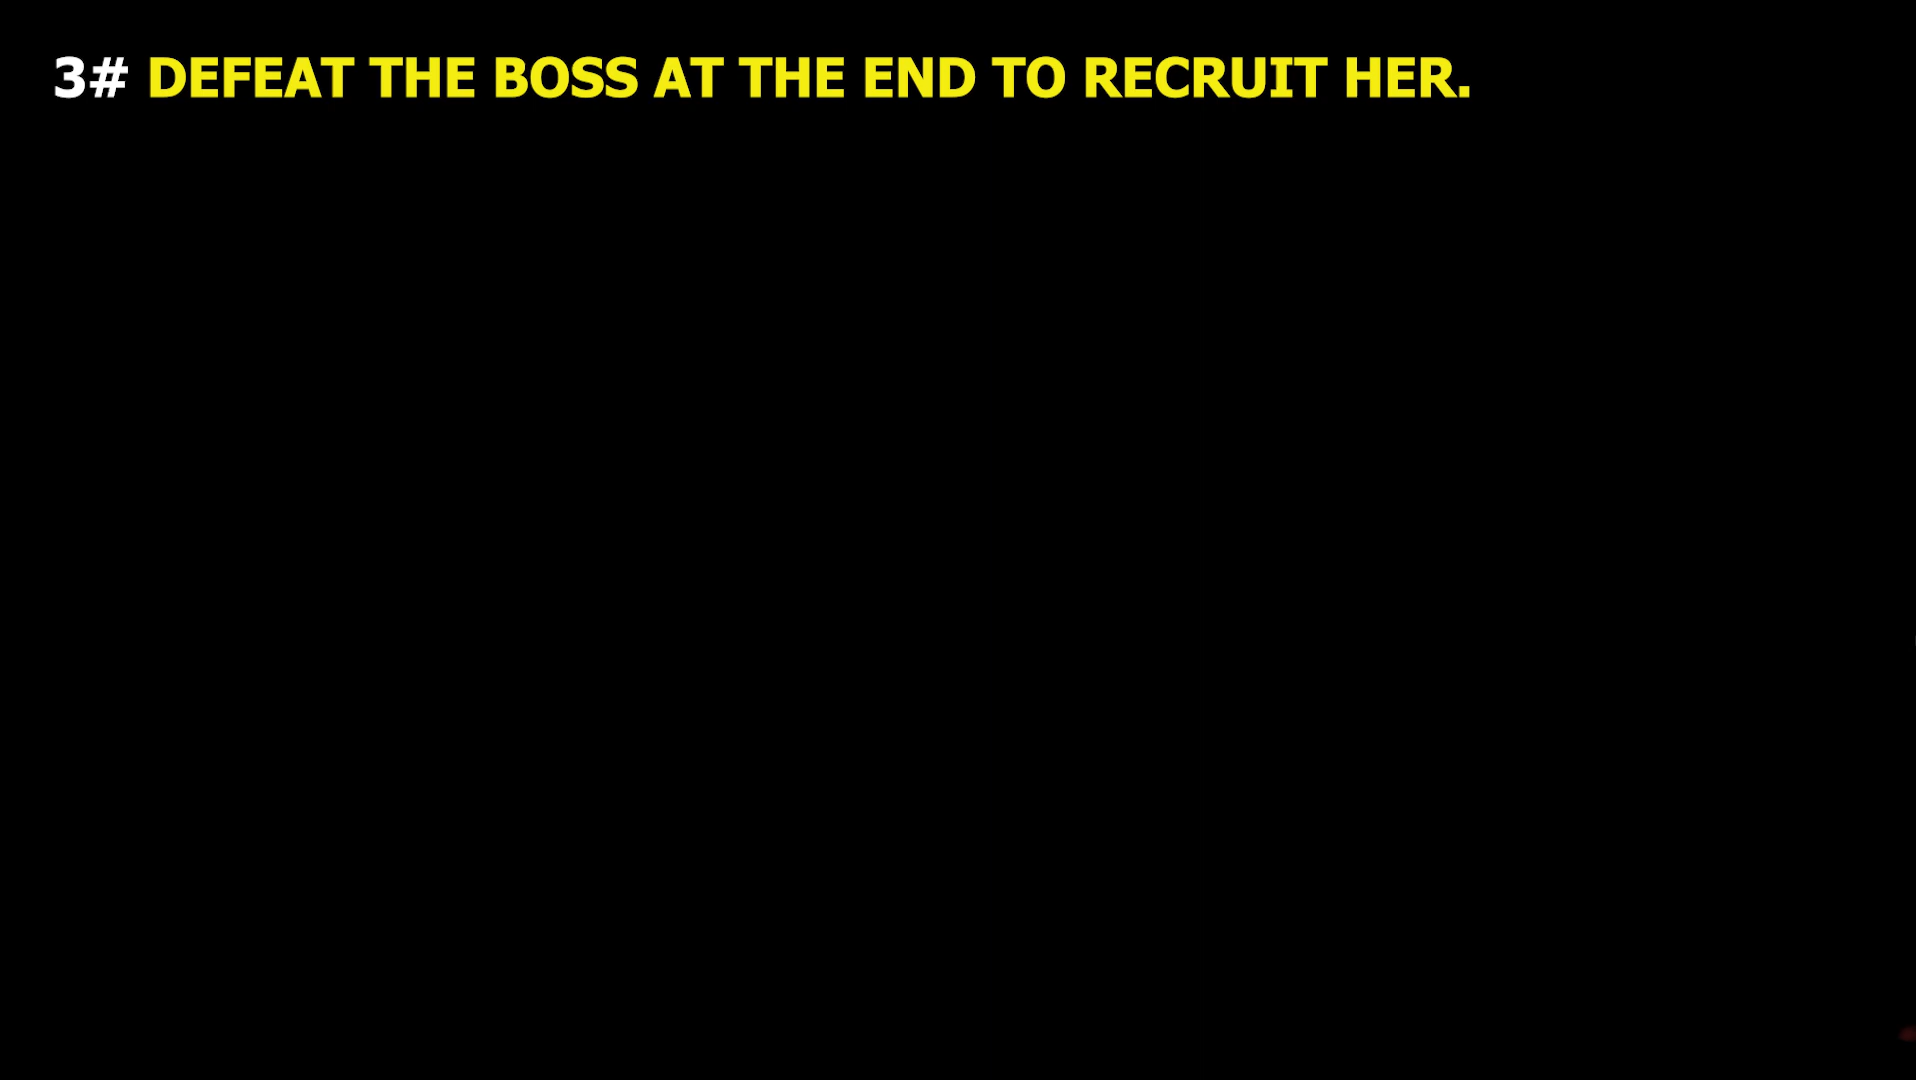 3# DEFEAT THE BOSS AT THE END TO RECRUIT HER.